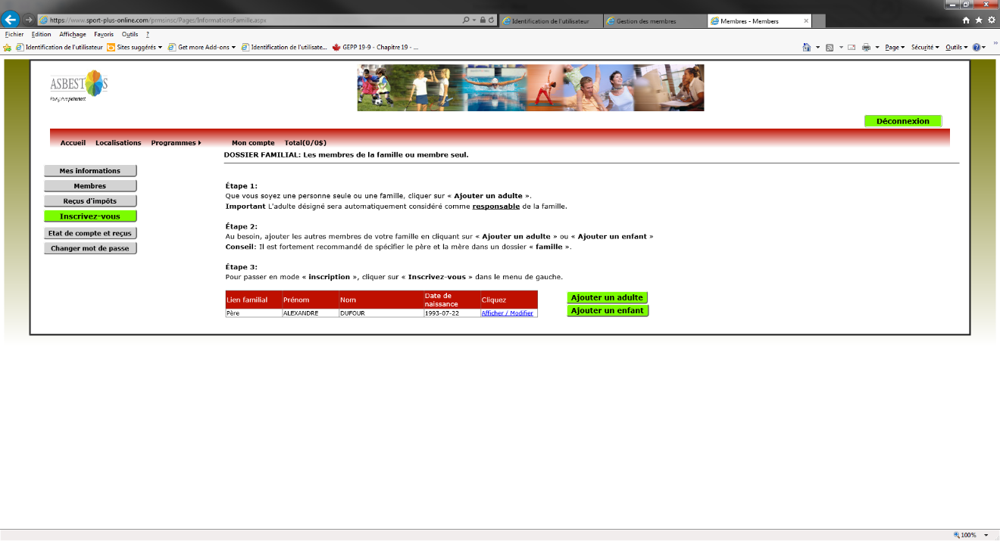 https://www.sport-plus-online.com/prmsinsc/Pages/InformationsFamille.aspx
Identification de l'utilisateur
Gestion des membres
Membres - Members
Fichier Edition Affichage Favoris Outils ?
Identification de l'utilisateur Sites suggérés Get more Add-ons Identification de l'utilisate... GEPP 19-9 - Chapitre 19 - ... Page Sécurité Outils
ASBESTOS
Déconnexion
Accueil Localisations Programmes Mon compte Total(0/0$)
DOSSIER FAMILIAL: Les membres de la famille ou membre seul.
Mes informations
Membres
Reçus d'impôts
Inscrivez-vous
Etat de compte et reçus
Changer mot de passe
Étape 1:
Que vous soyez une personne seule ou une famille, cliquer sur « Ajouter un adulte ».
Important L'adulte désigné sera automatiquement considéré comme responsable de la famille.
Étape 2:
Au besoin, ajouter les autres membres de votre famille en cliquant sur « Ajouter un adulte » ou « Ajouter un enfant »
Conseil: Il est fortement recommandé de spécifier le père et la mère dans un dossier « famille ».
Étape 3:
Pour passer en mode « inscription », cliquer sur « Inscrivez-vous » dans le menu de gauche.
Lien familial Prénom Nom Date de naissance Cliquez
Père ALEXANDRE DUFOUR 1993-07-22 Afficher / Modifier
Ajouter un adulte
Ajouter un enfant
100%